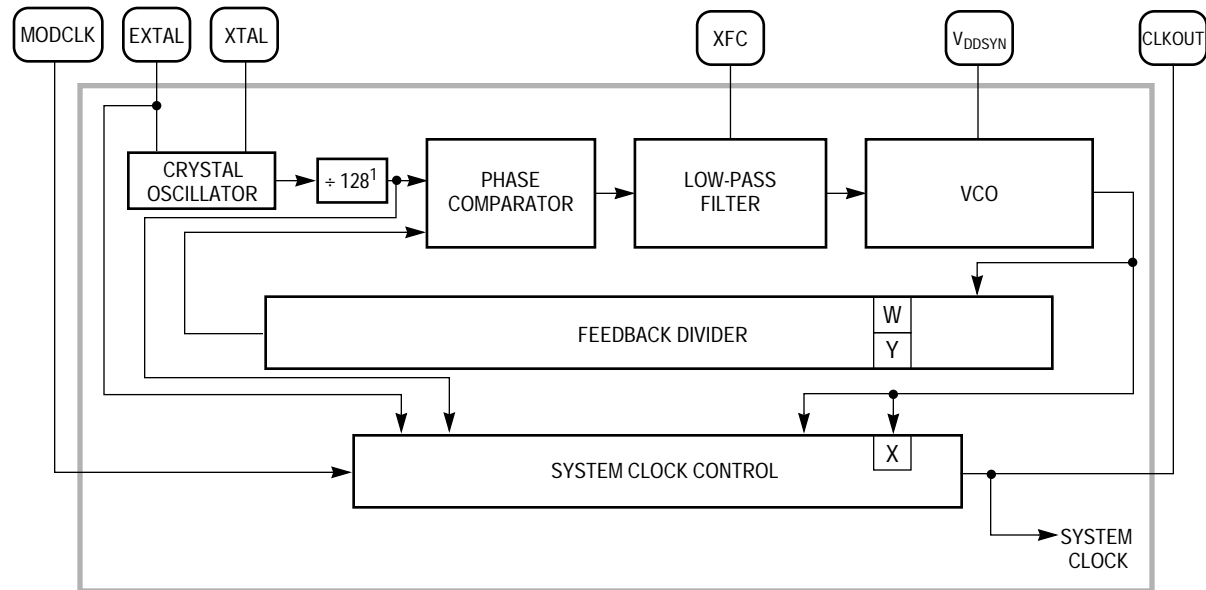 MODCLK
EXTAL
XTAL
XFC
VDDSYN
CLKOUT
CRYSTAL
OSCILLATOR
÷ 128¹
PHASE
COMPARATOR
LOW-PASS
FILTER
VCO
FEEDBACK DIVIDER
W
Y
SYSTEM CLOCK CONTROL
X
SYSTEM
CLOCK